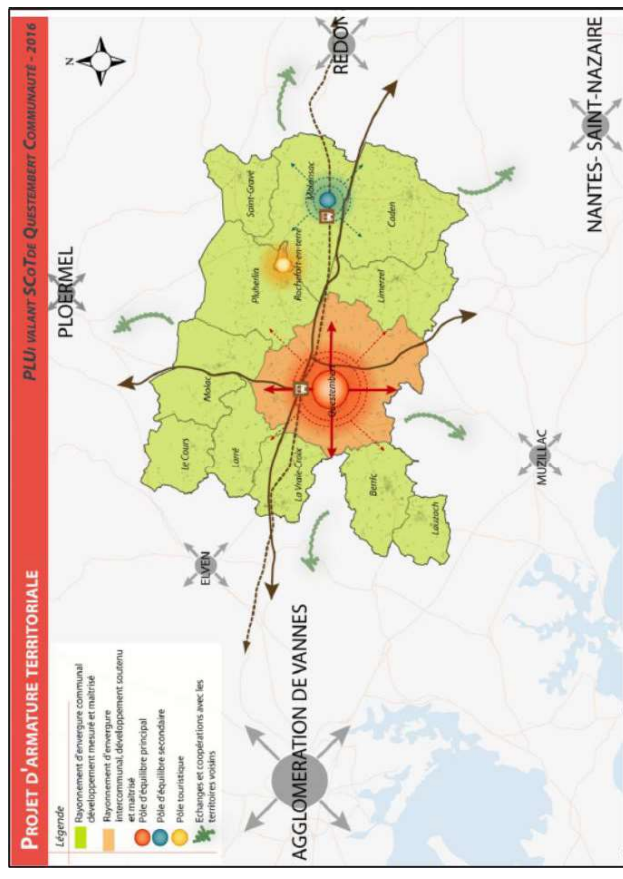 PROJET D'ARMATURE TERRITORIALE
PLUI VALANT SCOT DE QUESTEMBERT COMMUNAUTÉ - 2016
Légende
Rayonnement d'envergure communal
développement mesuré et maîtrisé
Rayonnement d'envergure
intercommunal, développement soutenu
et maîtrisé
Pôle d'équilibre principal
Pôle d'équilibre secondaire
Pôle touristique
Echanges et coopérations avec les
territoires voisins
N
PLOERMEL
REDON
ELVEN
AGGLOMERATION DE VANNES
MUZILLAC
NANTES- SAINT-NAZAIRE
Le Cours
Molac
Larré
La Vraie-Croix
Pluherlin
Saint-Gravé
Rochefort-en-terre
Malansac
Questembert
Limerzel
Caden
Berric
Lauzach